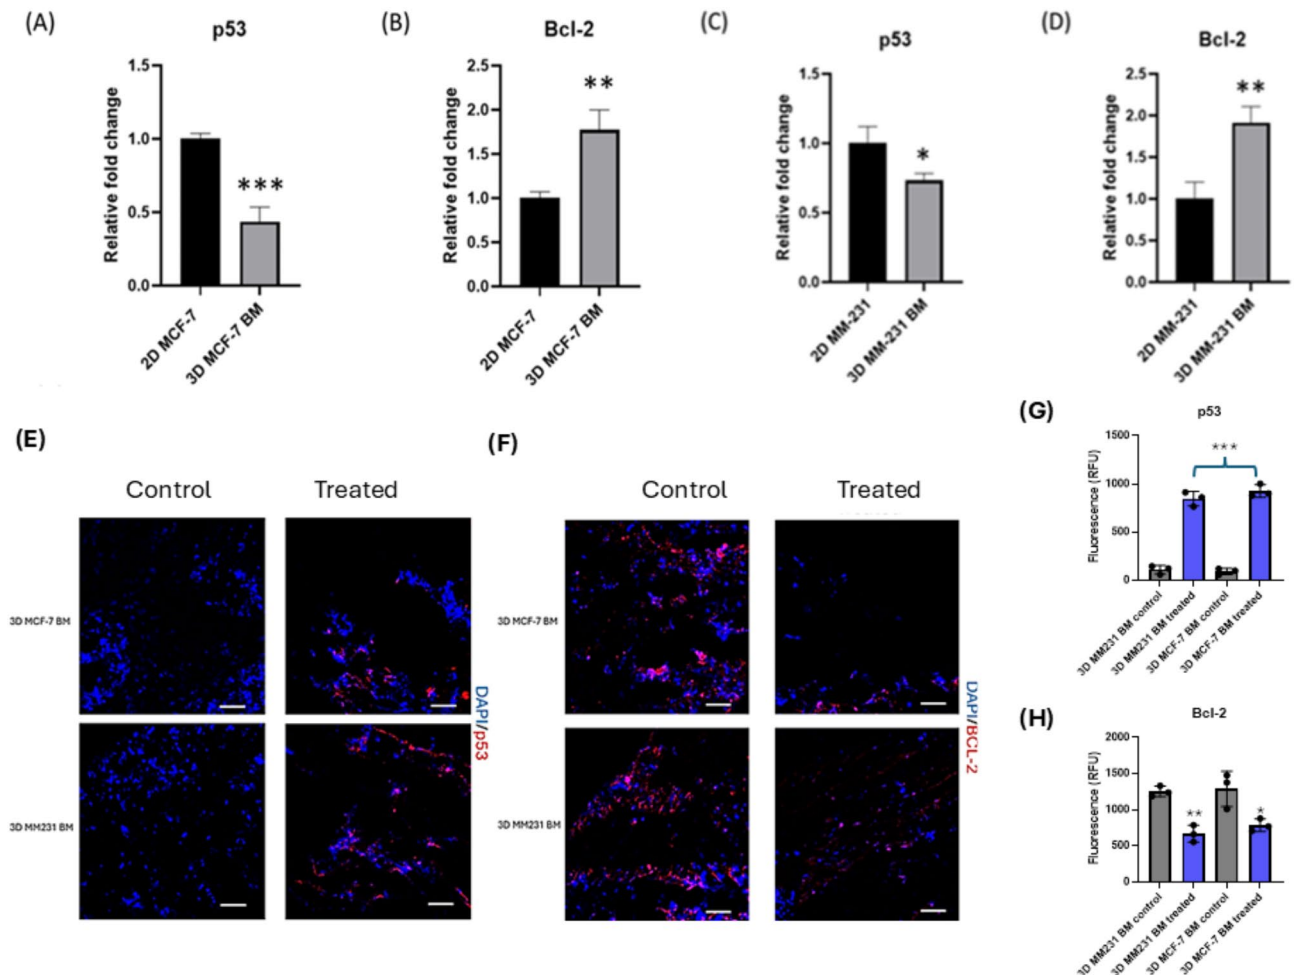 (A)
p53
Relative fold change
1.5
1.0
0.5
0.0
***
2D MCF-7
3D MCF-7 BM
(B)
Bcl-2
Relative fold change
2.5
2.0
1.5
1.0
0.5
0.0
**
2D MCF-7
3D MCF-7 BM
(C)
p53
Relative fold change
1.5
1.0
0.5
0.0
*
2D MM-231
3D MM-231 BM
(D)
Bcl-2
Relative fold change
2.5
2.0
1.5
1.0
0.5
0.0
**
2D MM-231
3D MM-231 BM
(E)
Control
Treated
3D MCF-7 BM
3D MM231 BM
DAPI/p53
(F)
Control
Treated
3D MCF-7 BM
3D MM231 BM
DAPI/BCL-2
(G)
p53
Fluorescence (RFU)
1500
1000
500
0
***
3D MM231 BM control
3D MM231 BM treated
3D MCF-7 BM control
3D MCF-7 BM treated
(H)
Bcl-2
Fluorescence (RFU)
2000
1500
1000
500
0
**
*
3D MM231 BM control
3D MM231 BM treated
3D MCF-7 BM control
3D MCF-7 BM treated